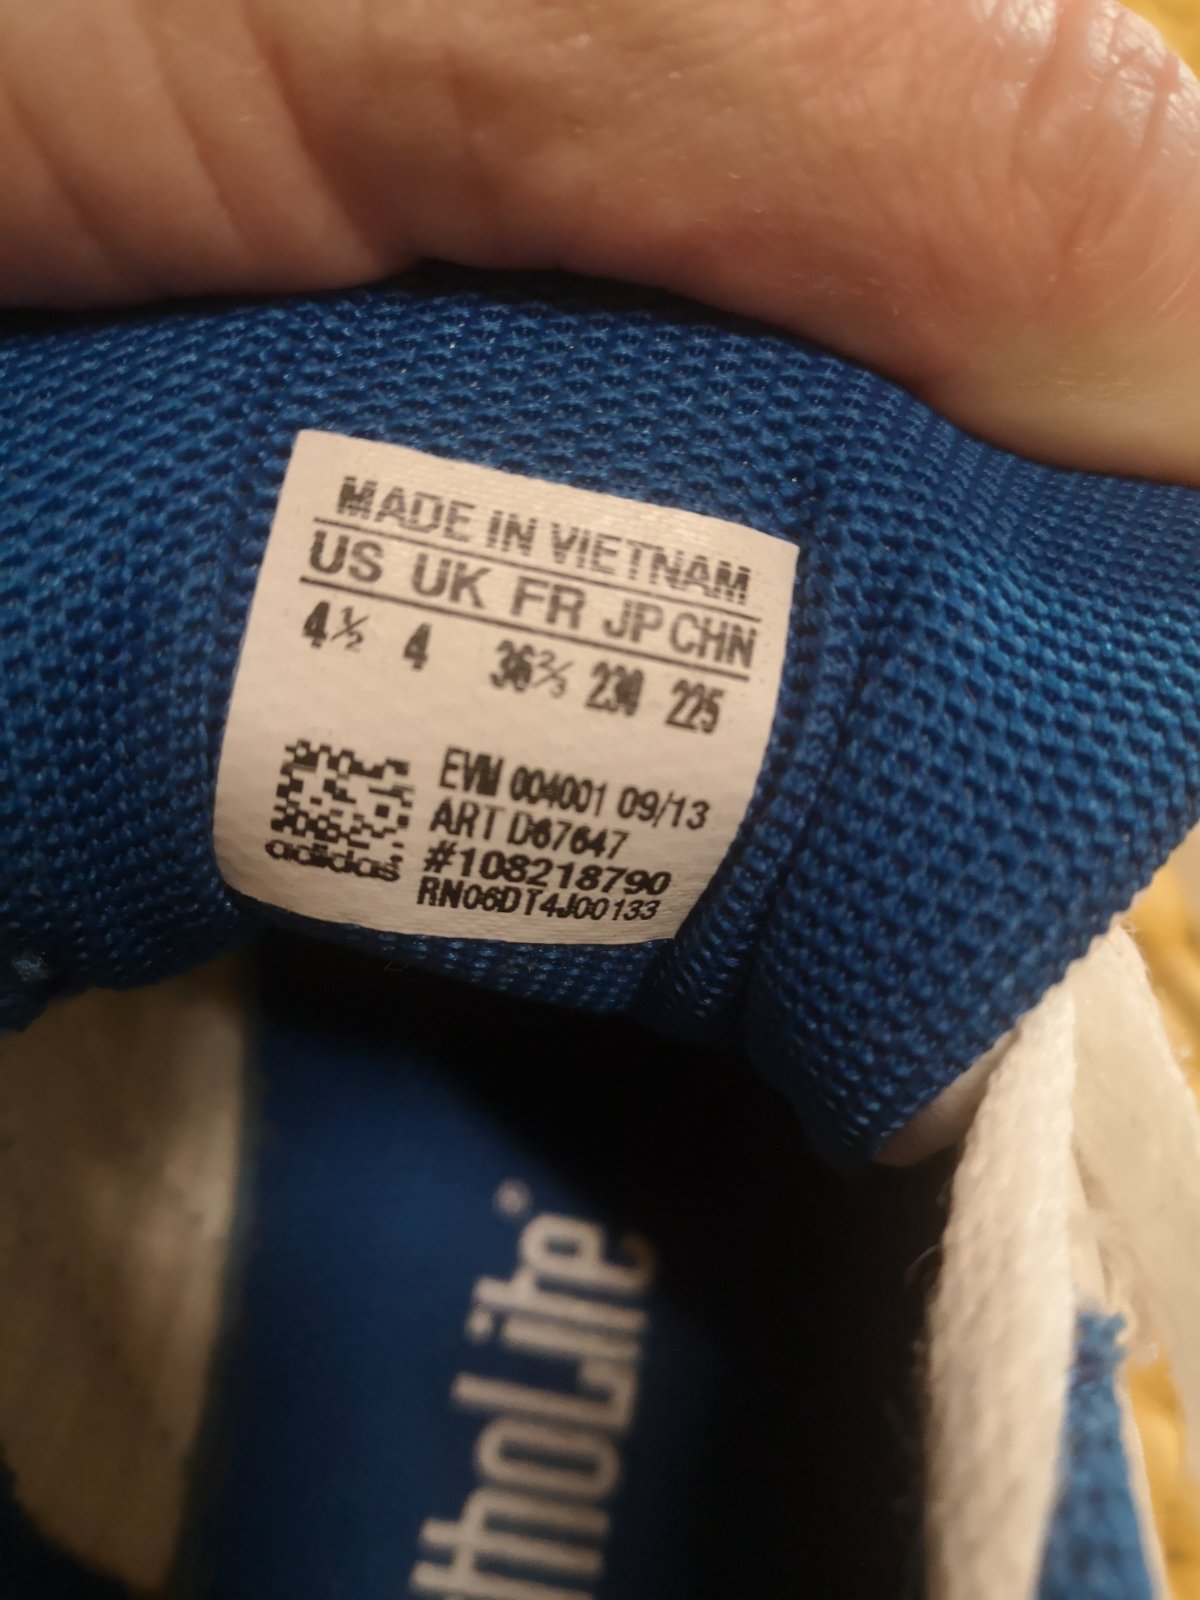 MADE IN VIETNAM
US UK FR JP CHN
4½ 4 36⅔ 230 225
EVM 004001 09/13
ART D67647
#108218790
RN06DT4J00133
adidas
thoLite®